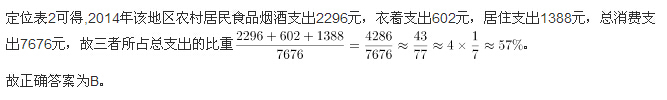 定位表2可得,2014年该地区农村居民食品烟酒支出2296元，衣着支出602元，居住支出1388元，总消费支
出7676元，故三者所占总支出的比重 \frac{2296+602+1388}{7676} = \frac{4286}{7676} ≈ \frac{43}{77} ≈ 4 × \frac{1}{7} ≈ 57%。
故正确答案为B。